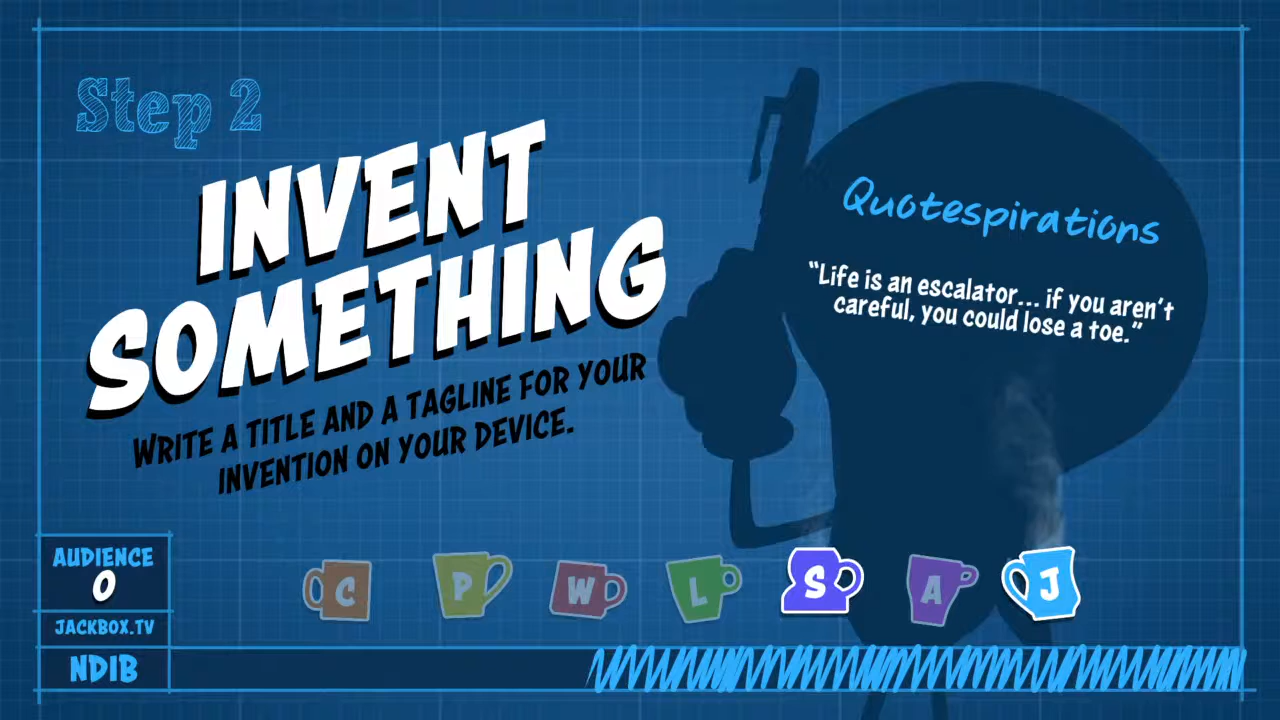 Step 2
INVENT
SOMETHING
WRITE A TITLE AND A TAGLINE FOR YOUR
INVENTION ON YOUR DEVICE.
Quotespirations
“Life is an escalator... if you aren’t
careful, you could lose a toe.”
AUDIENCE
0
JACKBOX.TV
NDIB
C
P
W
L
S
A
J